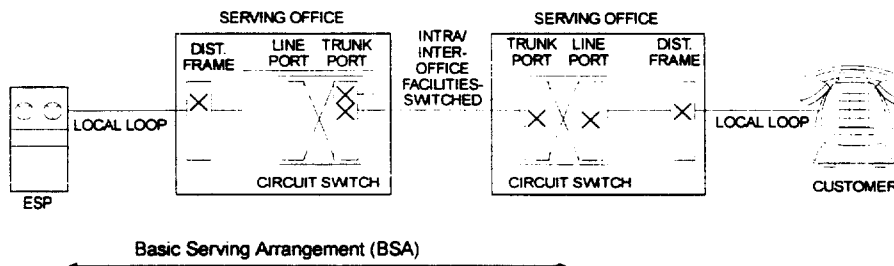 SERVING OFFICE
SERVING OFFICE
DIST.
FRAME
LINE
PORT
TRUNK
PORT
INTRA/
INTER-
OFFICE
FACILITIES-
SWITCHED
TRUNK
PORT
LINE
PORT
DIST.
FRAME
LOCAL LOOP
LOCAL LOOP
CIRCUIT SWITCH
CIRCUIT SWITCH
ESP
CUSTOMER
Basic Serving Arrangement (BSA)